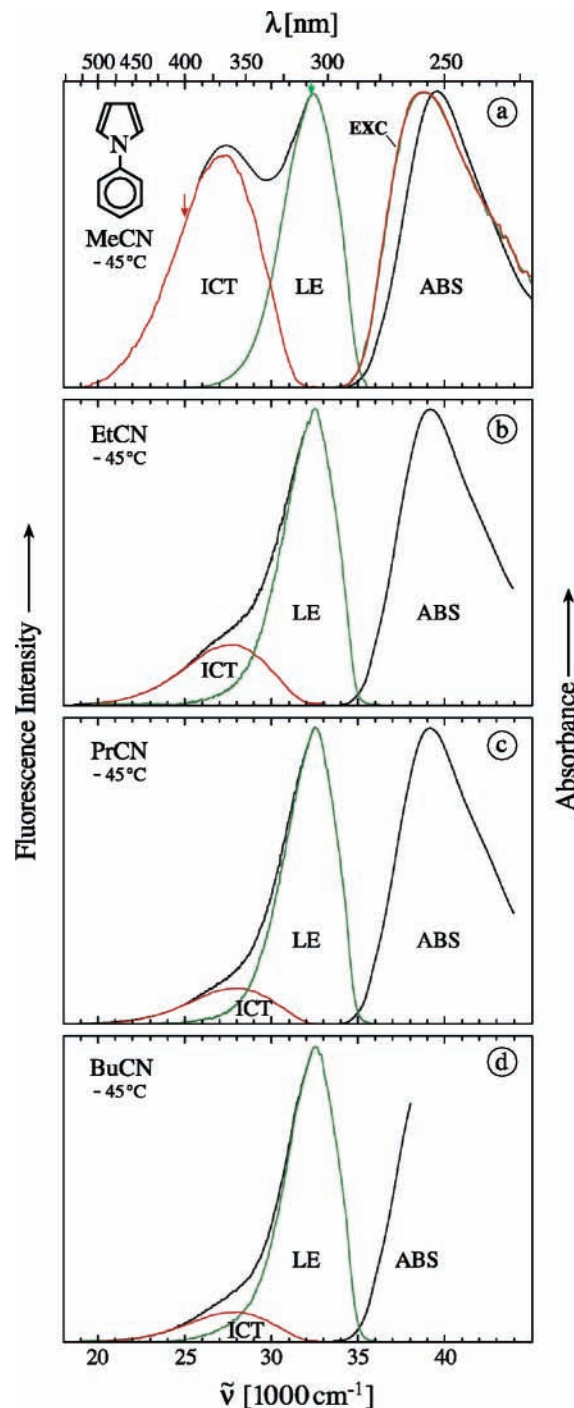 λ [nm]
500 450 400 350 300 250
a
N
MeCN
- 45°C
EXC
ICT LE ABS
b
EtCN
- 45°C
LE ABS
ICT
c
PrCN
- 45°C
LE ABS
ICT
d
BuCN
- 45°C
LE ABS
ICT
20 25 30 35 40
ν̃ [1000 cm⁻¹]
Fluorescence Intensity
Absorbance